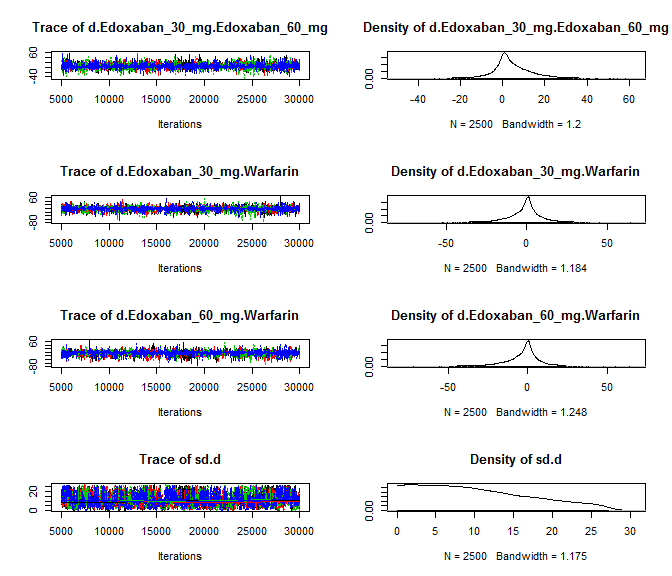 Trace of d.Edoxaban_30_mg.Edoxaban_60_mg
60
-40
5000 10000 15000 20000 25000 30000
Iterations
Density of d.Edoxaban_30_mg.Edoxaban_60_mg
0.00
-40 -20 0 20 40 60
N = 2500 Bandwidth = 1.2
Trace of d.Edoxaban_30_mg.Warfarin
60
-80
5000 10000 15000 20000 25000 30000
Iterations
Density of d.Edoxaban_30_mg.Warfarin
0.00
-50 0 50
N = 2500 Bandwidth = 1.184
Trace of d.Edoxaban_60_mg.Warfarin
60
-80
5000 10000 15000 20000 25000 30000
Iterations
Density of d.Edoxaban_60_mg.Warfarin
0.00
-50 0 50
N = 2500 Bandwidth = 1.248
Trace of sd.d
20
0
5000 10000 15000 20000 25000 30000
Iterations
Density of sd.d
0.00
0 5 10 15 20 25 30
N = 2500 Bandwidth = 1.175